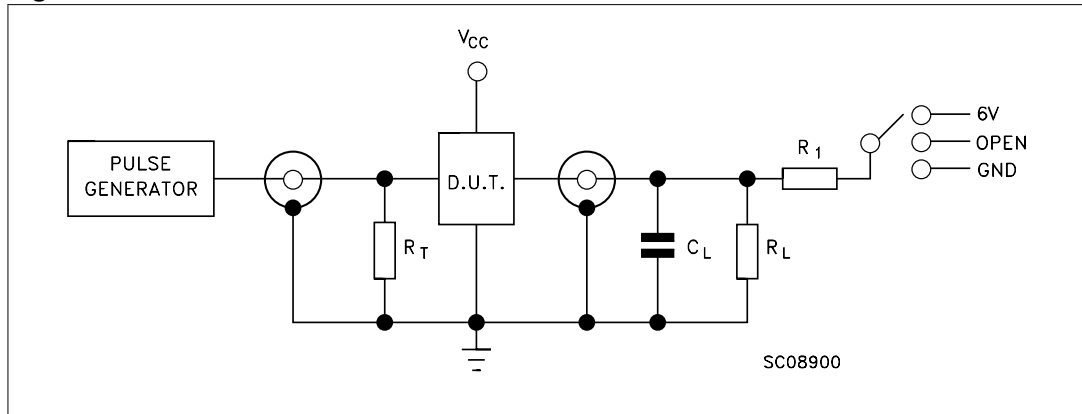 VCC
PULSE
GENERATOR
D.U.T.
RT
CL
RL
R1
6V
OPEN
GND
SC08900